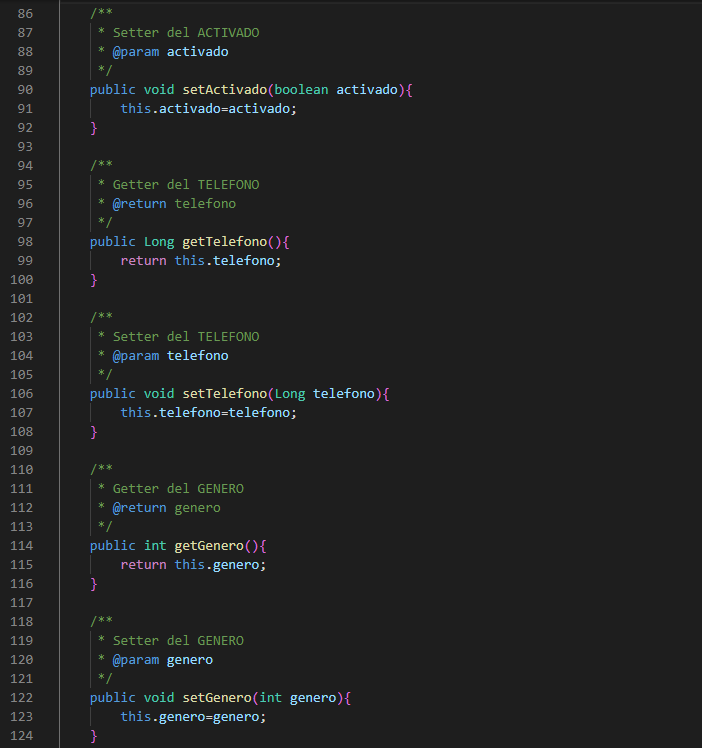 86 /**
87 * Setter del ACTIVADO
88 * @param activado
89 */
90 public void setActivado(boolean activado){
91 this.activado=activado;
92 }
93
94 /**
95 * Getter del TELEFONO
96 * @return telefono
97 */
98 public Long getTelefono(){
99 return this.telefono;
100 }
101
102 /**
103 * Setter del TELEFONO
104 * @param telefono
105 */
106 public void setTelefono(Long telefono){
107 this.telefono=telefono;
108 }
109
110 /**
111 * Getter del GENERO
112 * @return genero
113 */
114 public int getGenero(){
115 return this.genero;
116 }
117
118 /**
119 * Setter del GENERO
120 * @param genero
121 */
122 public void setGenero(int genero){
123 this.genero=genero;
124 }